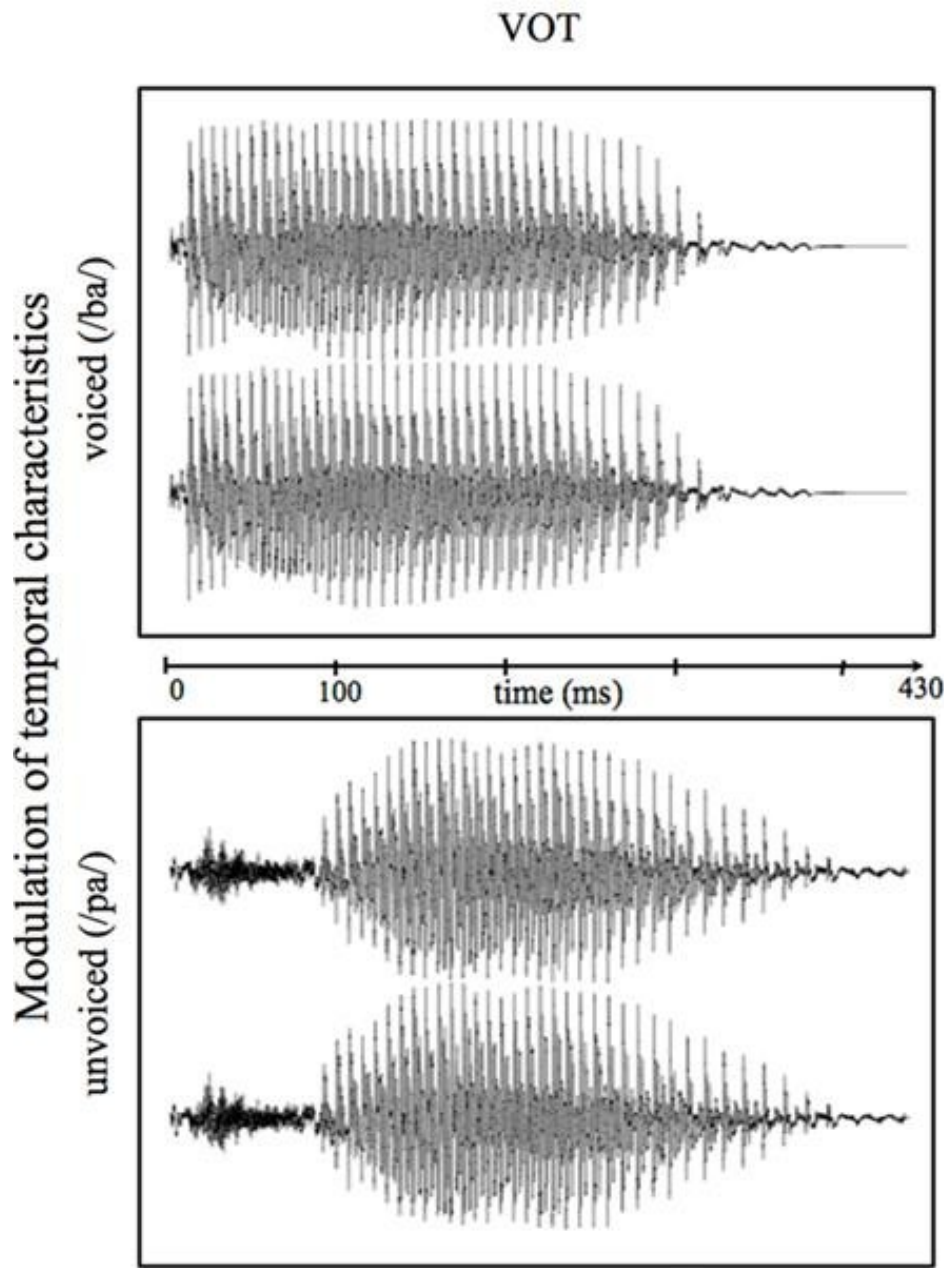 VOT
Modulation of temporal characteristics
voiced (/ba/)
0 100 time (ms) 430
unvoiced (/pa/)